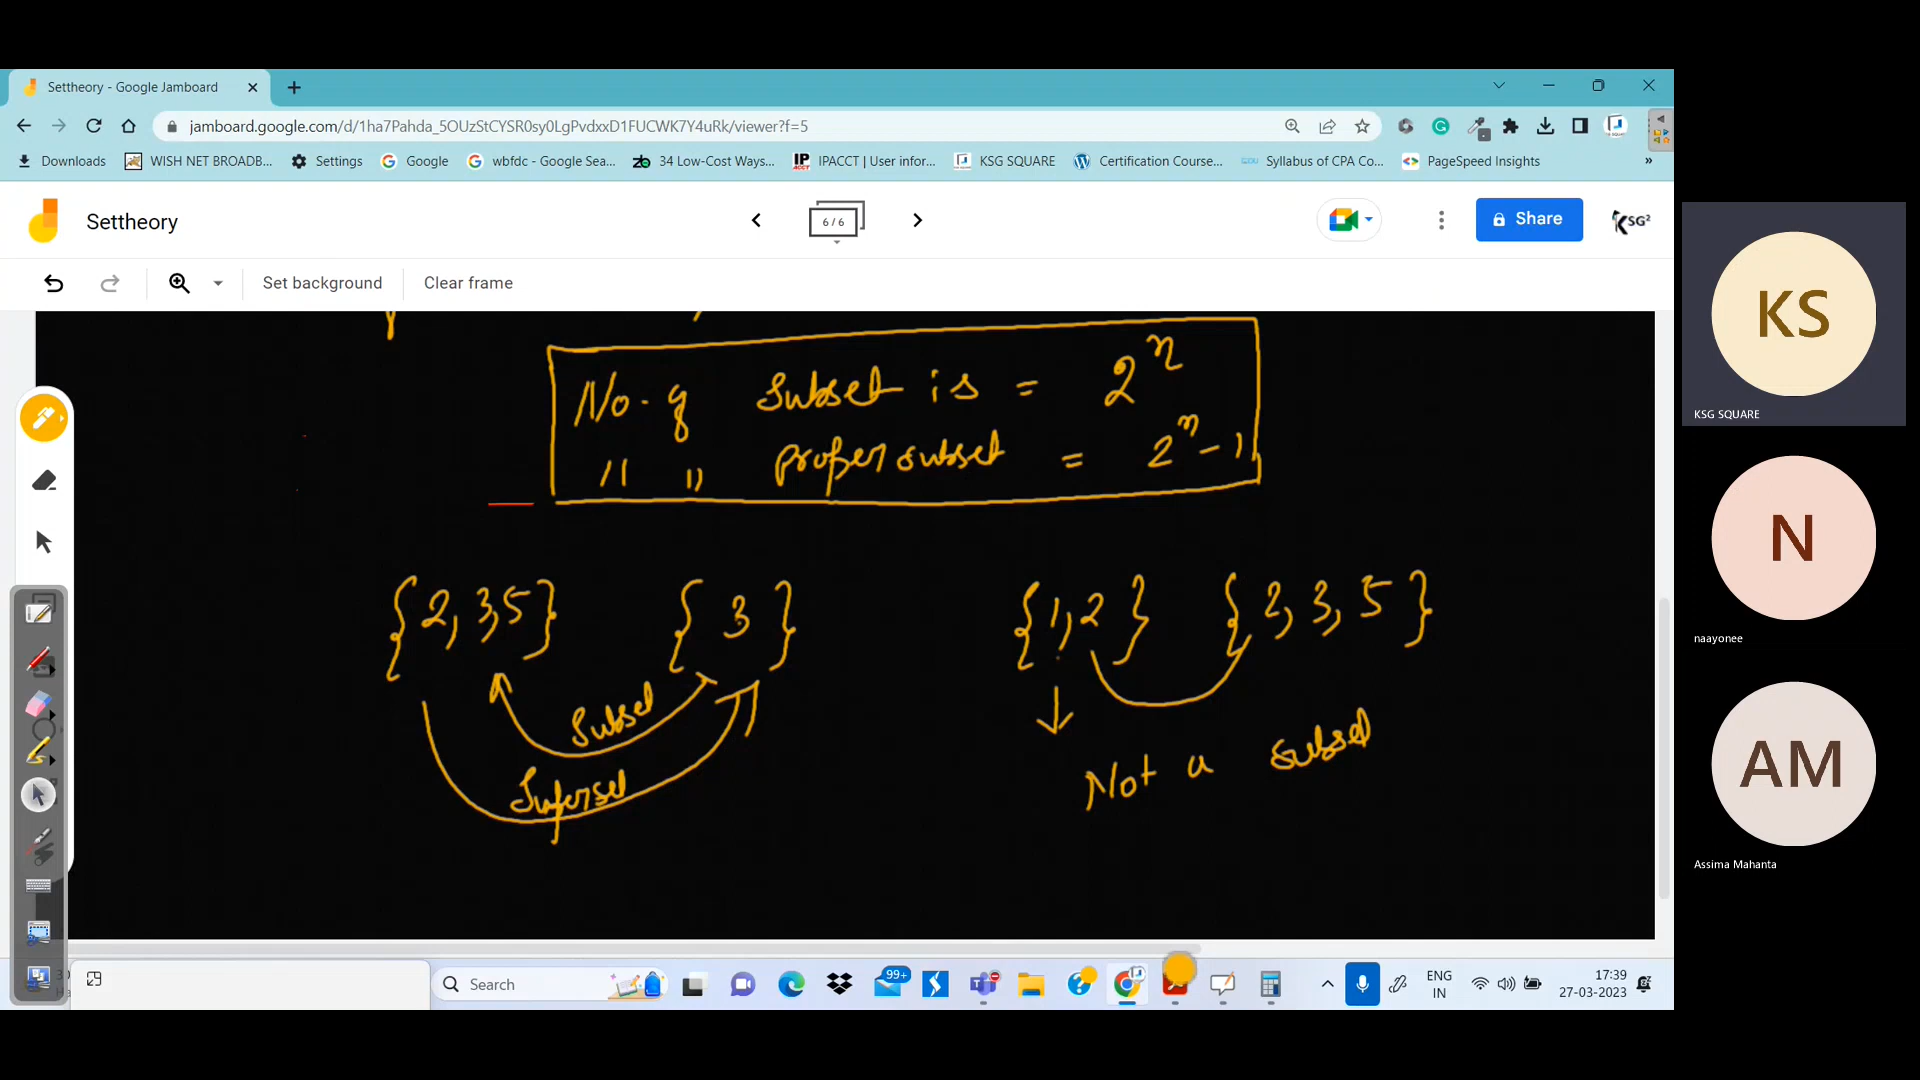 Settheory - Google Jamboard
jamboard.google.com/d/1ha7Pahda_5OUzStCYSR0sy0LgPvdxxD1FUCWK7Y4uRk/viewer?f=5
Downloads WISH NET BROADB... Settings Google wbfdc - Google Sea... 34 Low-Cost Ways... IPACCT | User infor... KSG SQUARE Certification Course... Syllabus of CPA Co... PageSpeed Insights »
Settheory
6 / 6
Share
KSG²
Set background
Clear frame
No. of subset is = 2ⁿ
" " proper subset = 2ⁿ - 1
{2, 3, 5} { 3 } {1, 2} {2, 3, 5}
Subset
Superset
Not a subset
KS
KSG SQUARE
N
naayonee
AM
Assima Mahanta
Search
99+
ENG
IN
17:39
27-03-2023